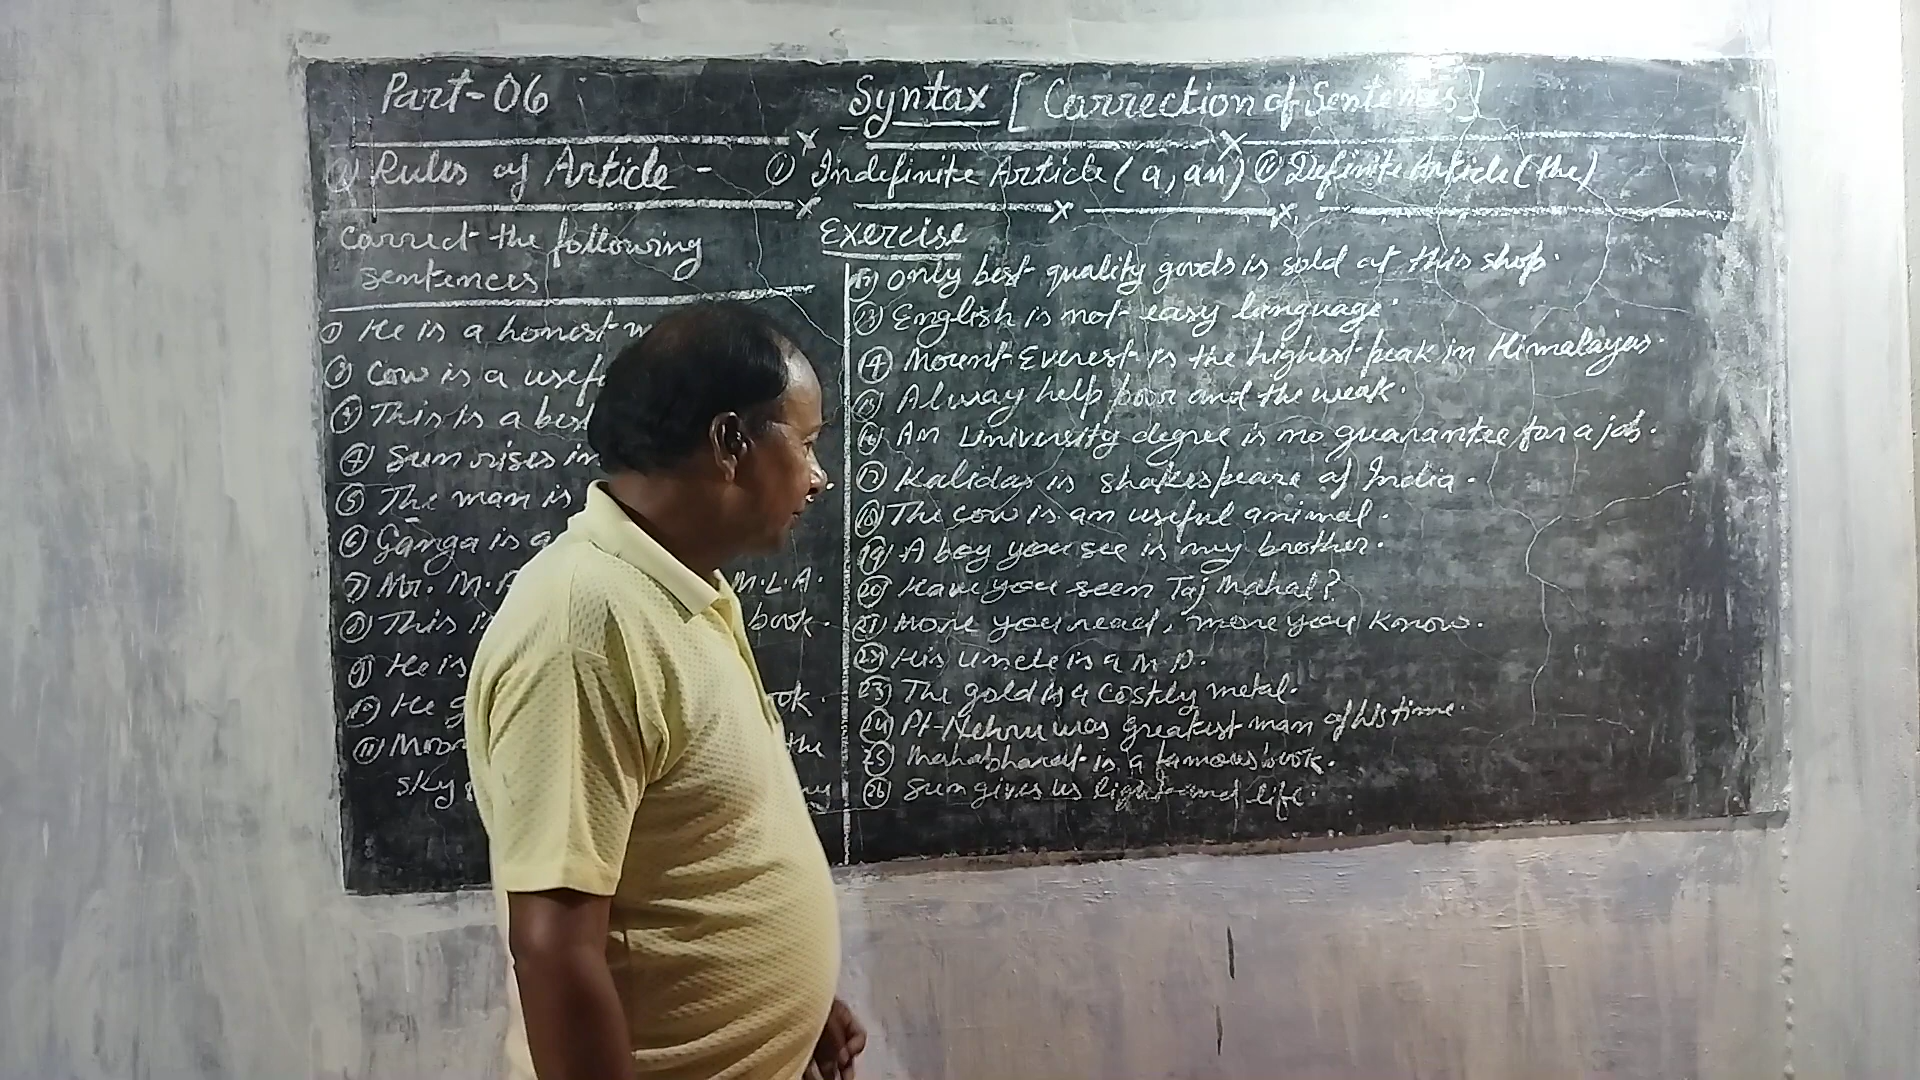 Part-06
Syntax [Correction of Sentences]
Rules of Article - (i) Indefinite Article (a, an) (ii) Definite Article (the)
Correct the following
sentences
Exercise
(1) He is a honest
(2) Cow is a
(3) This is a
(4) Sun rises in
(5) The man is
(6) Ganga is a
(7) Mr. M. M.L.A.
(8) This is book.
(9) He is
(10) He
(11) Moon the
sky
(12) Only best quality goods is sold at this shop.
(13) English is not easy language.
(14) Mount Everest is the highest peak in Himalayas.
(15) Alway help poor and the weak.
(16) An University degree is no guarantee for a job.
(17) Kalidas is shakespeare of India.
(18) The cow is an useful animal.
(19) A boy you see is my brother.
(20) Have you seen Taj Mahal?
(21) More you read, more you know.
(22) His uncle is a M.P.
(23) The gold is a costly metal.
(24) Pt-Nehru was greatest man of his time.
(25) Mahabharat is a famous book.
(26) Sun gives us light and life.